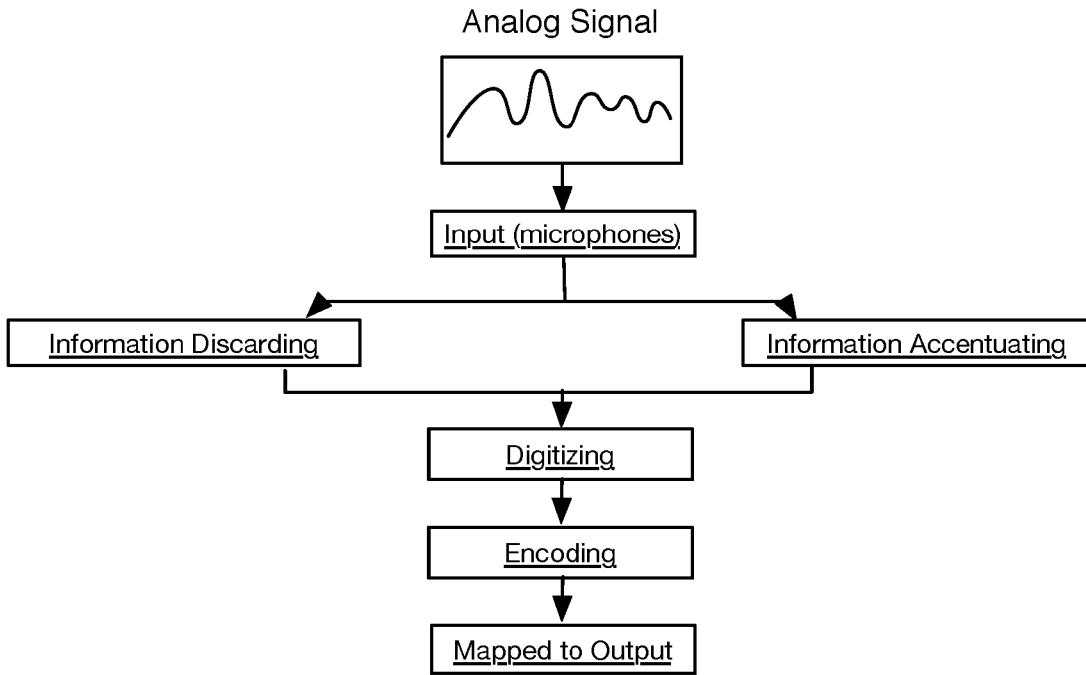 Analog Signal
Input (microphones)
Information Discarding
Information Accentuating
Digitizing
Encoding
Mapped to Output